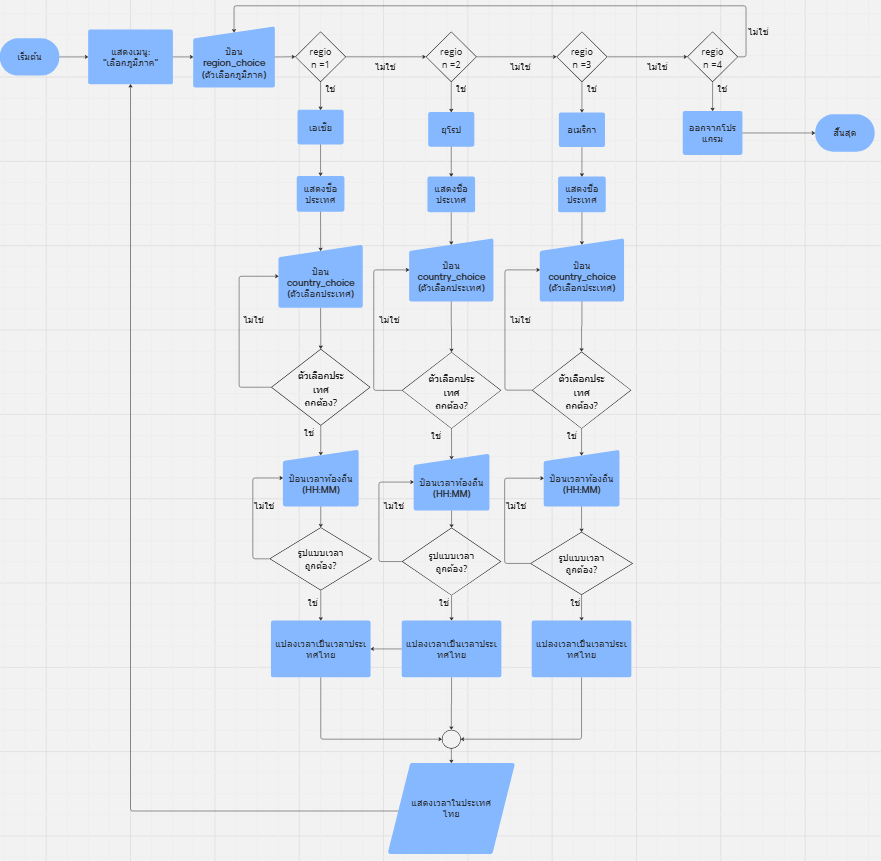 เริ่มต้น
แสดงเมนู:
"เลือกภูมิภาค"
ป้อน
region_choice
(ตัวเลือกภูมิภาค)
regio
n =1
ไม่ใช่
regio
n =2
ไม่ใช่
regio
n =3
ไม่ใช่
regio
n =4
ไม่ใช่
ใช่
ใช่
ใช่
ใช่
เอเชีย
ยุโรป
อเมริกา
ออกจากโปร
แกรม
สิ้นสุด
แสดงชื่อ
ประเทศ
แสดงชื่อ
ประเทศ
แสดงชื่อ
ประเทศ
ป้อน
country_choice
(ตัวเลือกประเทศ)
ป้อน
country_choice
(ตัวเลือกประเทศ)
ป้อน
country_choice
(ตัวเลือกประเทศ)
ไม่ใช่
ไม่ใช่
ไม่ใช่
ตัวเลือกประ
เทศ
ถูกต้อง?
ตัวเลือกประ
เทศ
ถูกต้อง?
ตัวเลือกประ
เทศ
ถูกต้อง?
ใช่
ใช่
ใช่
ป้อนเวลาท้องถิ่น
(HH:MM)
ป้อนเวลาท้องถิ่น
(HH:MM)
ป้อนเวลาท้องถิ่น
(HH:MM)
ไม่ใช่
ไม่ใช่
ไม่ใช่
รูปแบบเวลา
ถูกต้อง?
รูปแบบเวลา
ถูกต้อง?
รูปแบบเวลา
ถูกต้อง?
ใช่
ใช่
ใช่
แปลงเวลาเป็นเวลาประเ
ทศไทย
แปลงเวลาเป็นเวลาประเ
ทศไทย
แปลงเวลาเป็นเวลาประเ
ทศไทย
แสดงเวลาในประเทศ
ไทย